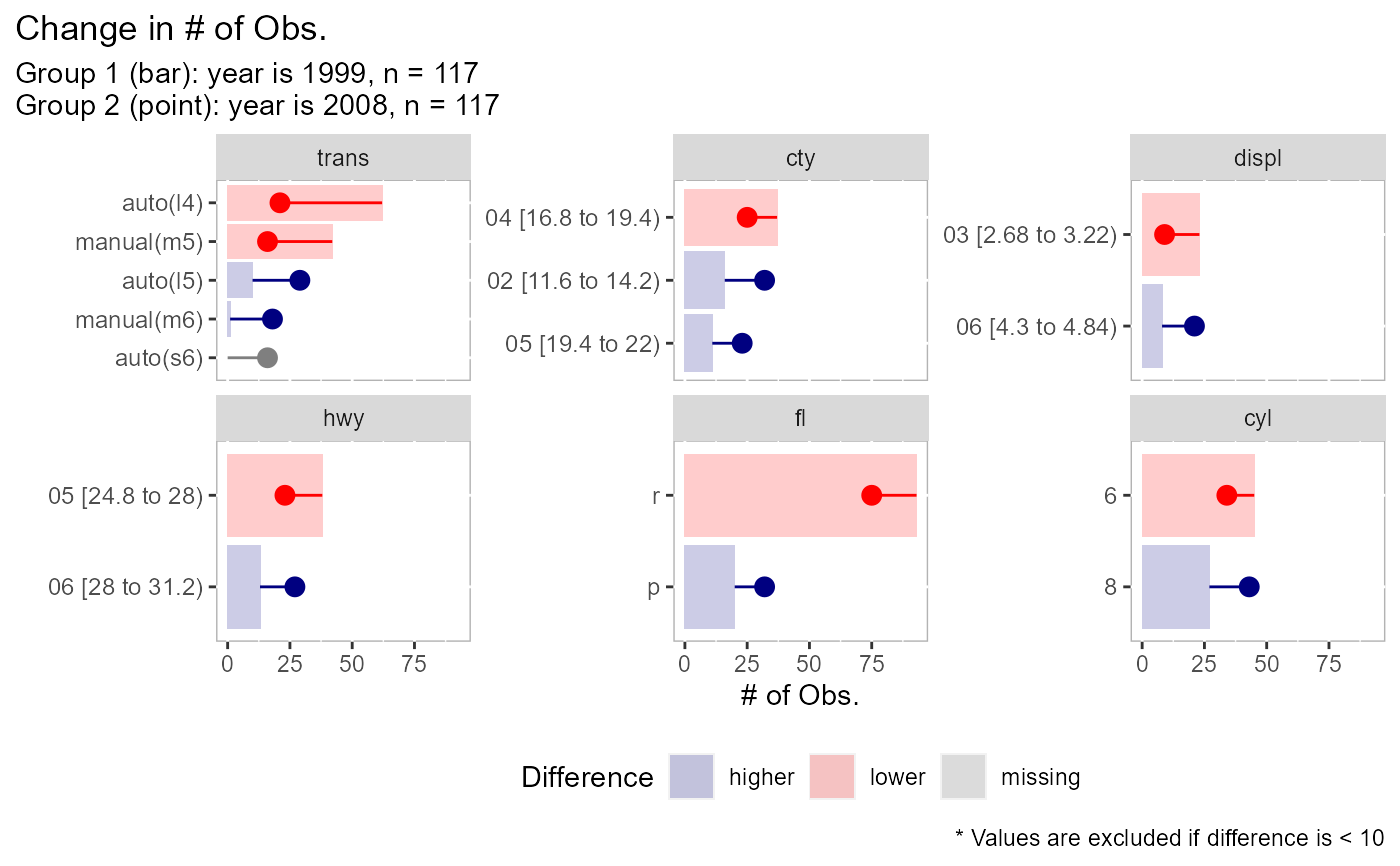 Change in # of Obs.
Group 1 (bar): year is 1999, n = 117
Group 2 (point): year is 2008, n = 117
trans
auto(l4)
manual(m5)
auto(l5)
manual(m6)
auto(s6)
cty
04 [16.8 to 19.4)
02 [11.6 to 14.2)
05 [19.4 to 22)
displ
03 [2.68 to 3.22)
06 [4.3 to 4.84)
hwy
05 [24.8 to 28)
06 [28 to 31.2)
0 25 50 75
fl
r
p
0 25 50 75
cyl
6
8
0 25 50 75
# of Obs.
Difference higher lower missing
* Values are excluded if difference is < 10